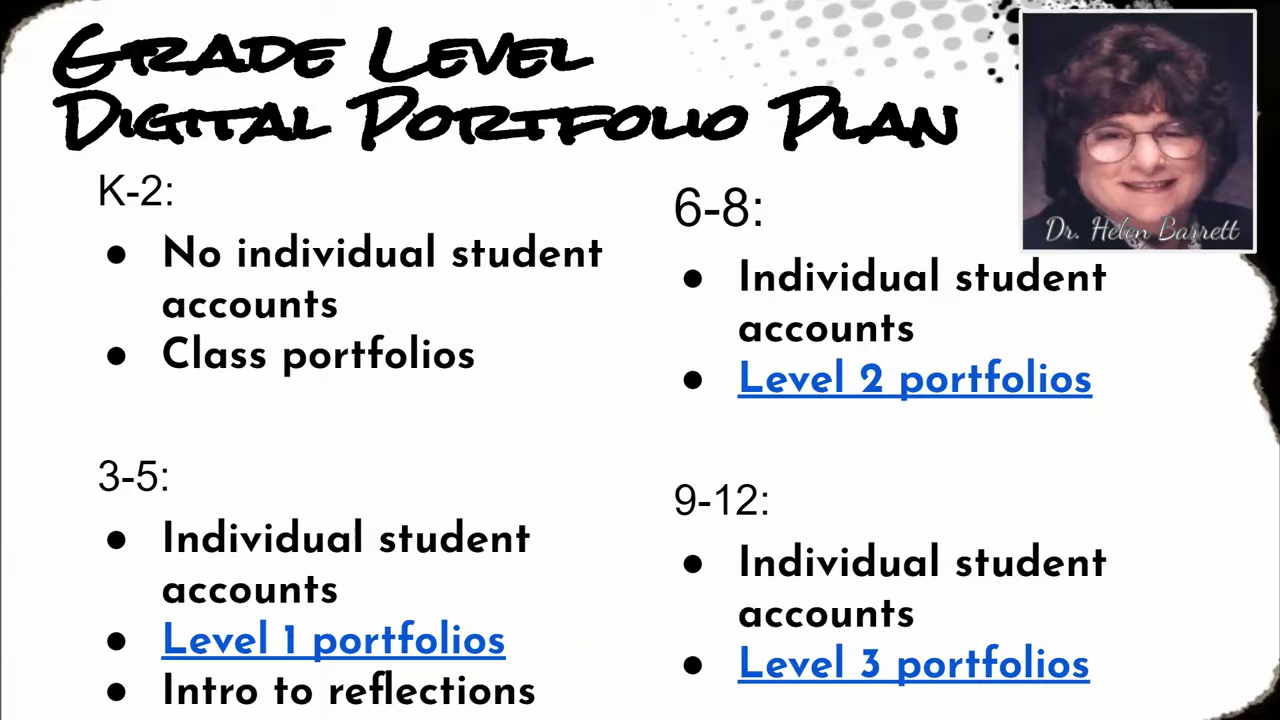 Grade Level
Digital Portfolio Plan
Dr. Helen Barrett
K-2:
● No individual student
accounts
● Class portfolios
3-5:
● Individual student
accounts
● Level 1 portfolios
● Intro to reflections
6-8:
● Individual student
accounts
● Level 2 portfolios
9-12:
● Individual student
accounts
● Level 3 portfolios